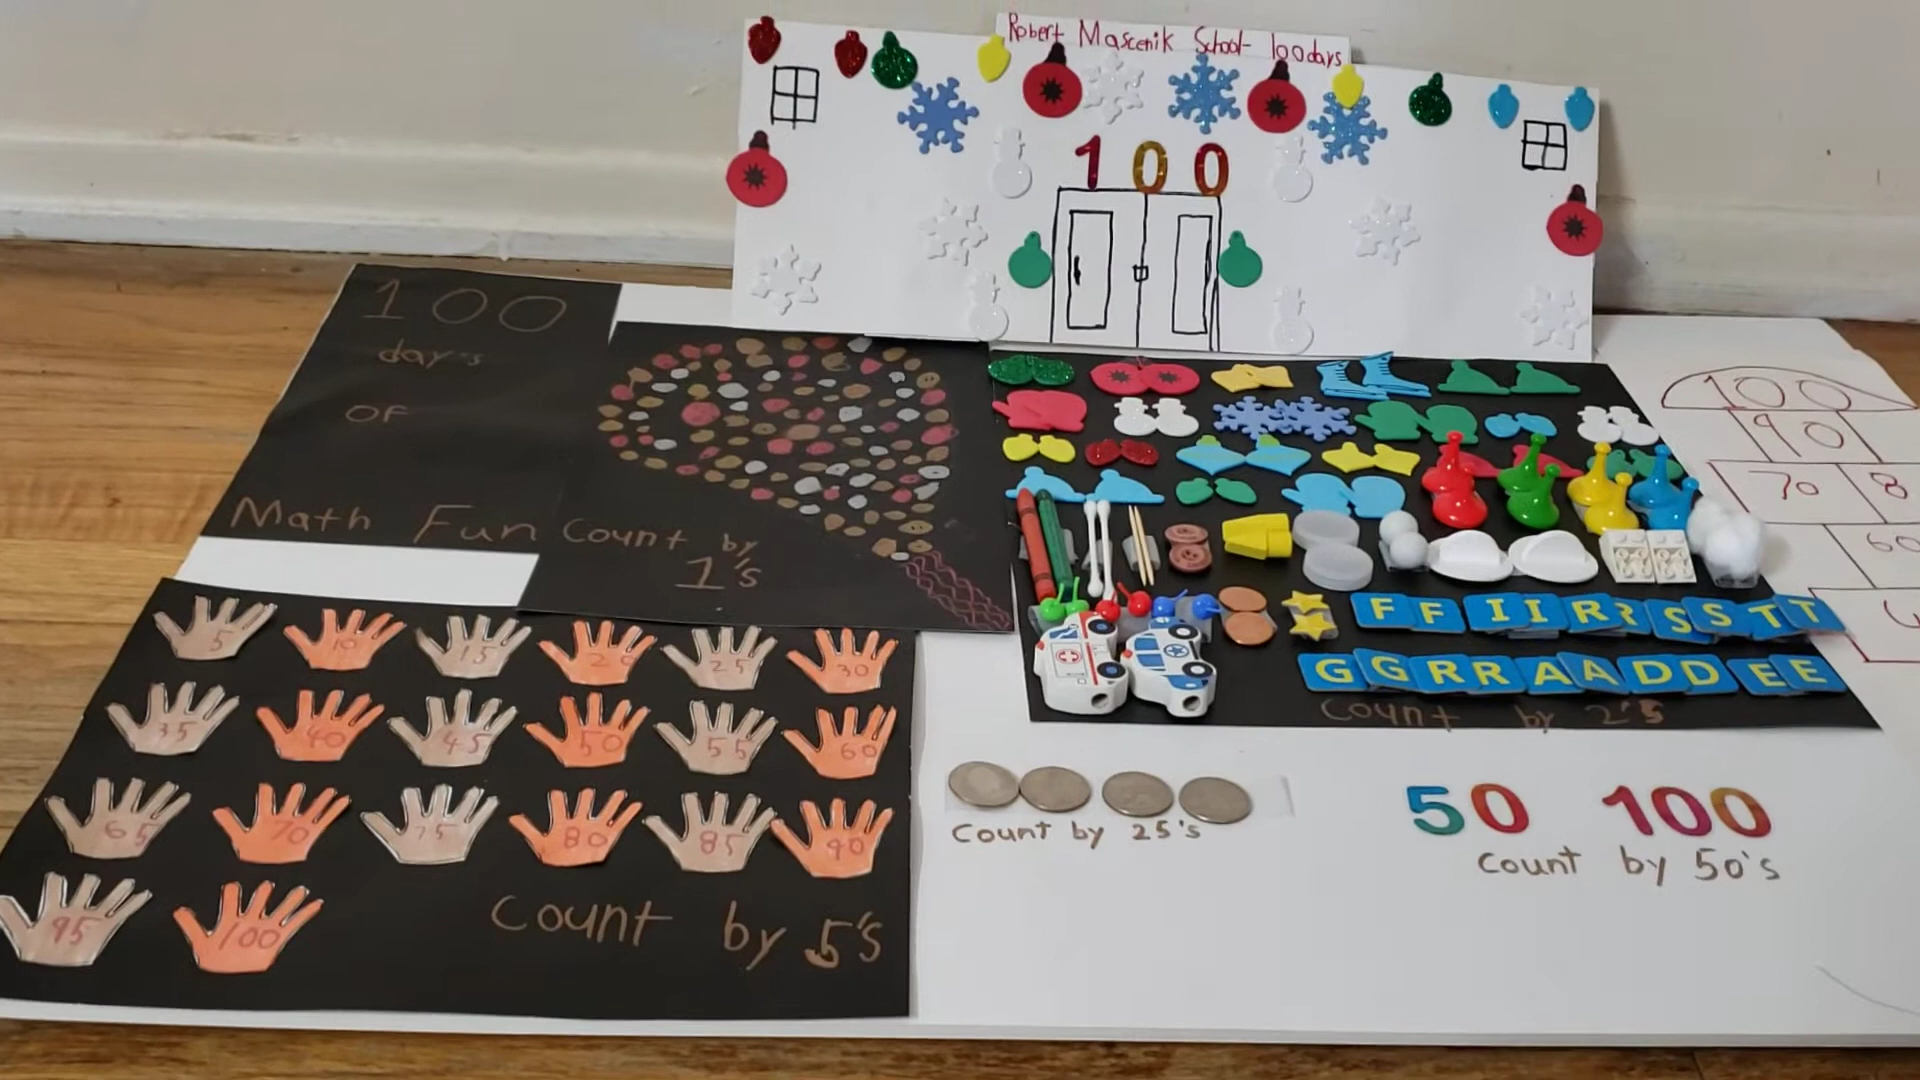 Robert Mascenik School 100days
100
100
day's
OF
Math Fun
Count by
1's
5 10 15 20 25 30
35 40 45 50 55 60
65 70 75 80 85 90
95 100
Count by 5's
F F I I R R S S T T
G G R R A A D D E E
Count by 2's
Count by 25's
50 100
Count by 50's
100
90
70 8
60